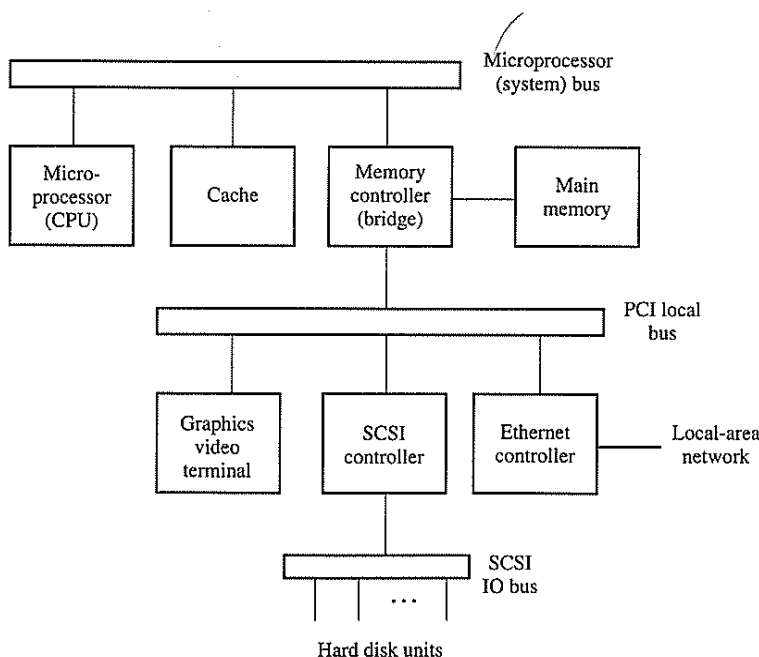 Microprocessor
(system) bus
Micro-
processor
(CPU)
Cache
Memory
controller
(bridge)
Main
memory
PCI local
bus
Graphics
video
terminal
SCSI
controller
Ethernet
controller
Local-area
network
SCSI
IO bus
...
Hard disk units